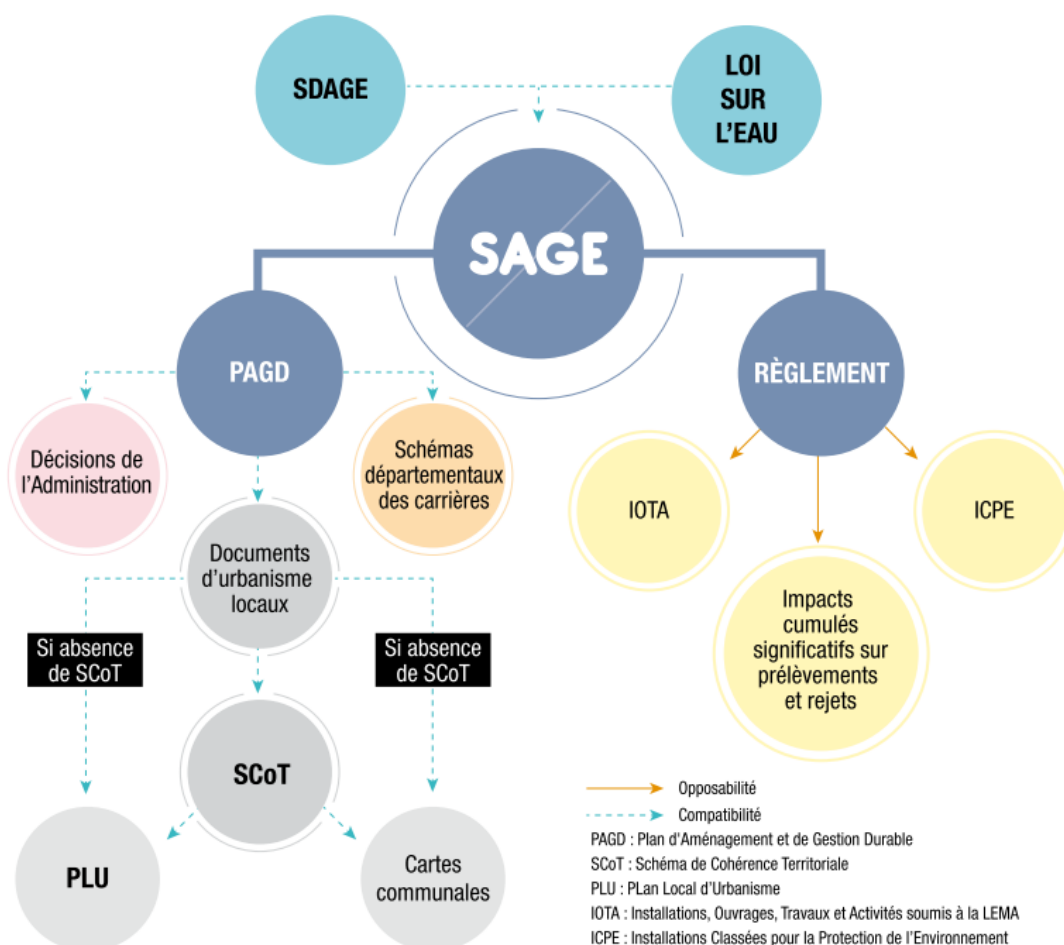 SDAGE
LOI
SUR
L'EAU
SAGE
PAGD
RÈGLEMENT
Décisions de
l'Administration
Schémas
départementaux
des carrières
IOTA
ICPE
Documents
d'urbanisme
locaux
Impacts
cumulés
significatifs sur
prélèvements
et rejets
Si absence
de SCoT
Si absence
de SCoT
SCoT
PLU
Cartes
communales
Opposabilité
Compatibilité
PAGD : Plan d'Aménagement et de Gestion Durable
SCoT : Schéma de Cohérence Territoriale
PLU : PLan Local d'Urbanisme
IOTA : Installations, Ouvrages, Travaux et Activités soumis à la LEMA
ICPE : Installations Classées pour la Protection de l'Environnement